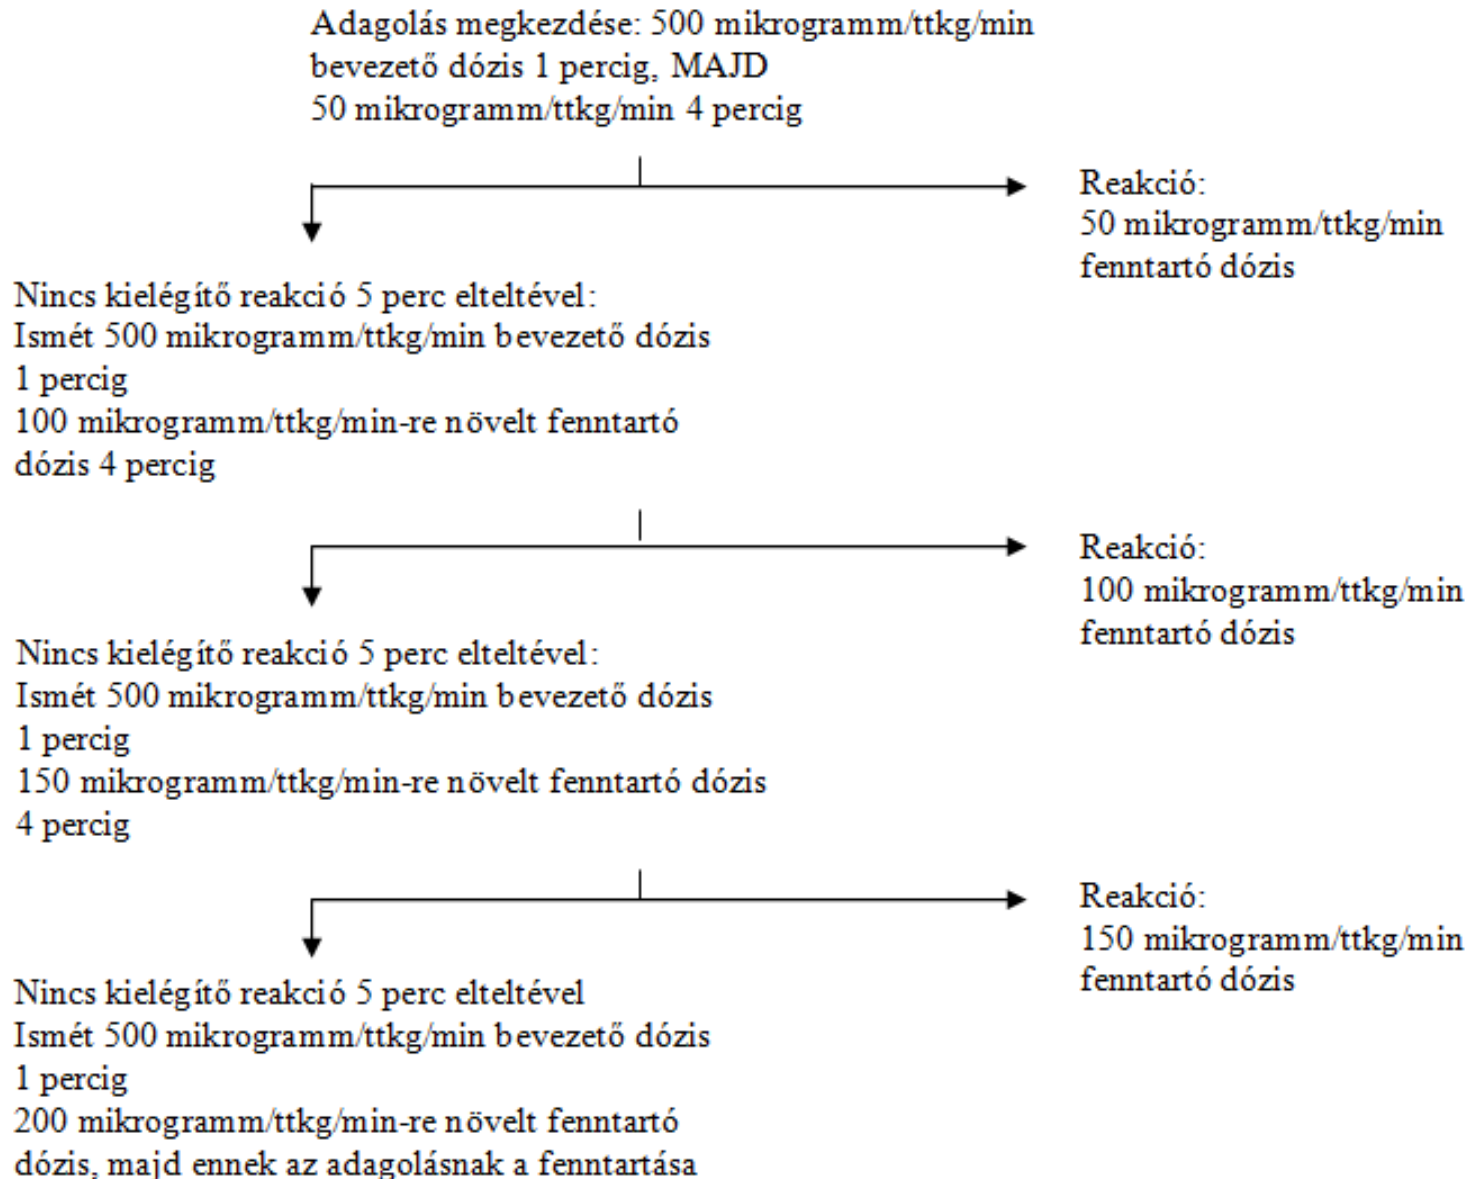 Adagolás megkezdése: 500 mikrogramm/ttkg/min
bevezető dózis 1 percig, MAJD
50 mikrogramm/ttkg/min 4 percig
Reakció:
50 mikrogramm/ttkg/min
fenntartó dózis
Nincs kielégítő reakció 5 perc elteltével:
Ismét 500 mikrogramm/ttkg/min bevezető dózis
1 percig
100 mikrogramm/ttkg/min-re növelt fenntartó
dózis 4 percig
Reakció:
100 mikrogramm/ttkg/min
fenntartó dózis
Nincs kielégítő reakció 5 perc elteltével:
Ismét 500 mikrogramm/ttkg/min bevezető dózis
1 percig
150 mikrogramm/ttkg/min-re növelt fenntartó dózis
4 percig
Reakció:
150 mikrogramm/ttkg/min
fenntartó dózis
Nincs kielégítő reakció 5 perc elteltével
Ismét 500 mikrogramm/ttkg/min bevezető dózis
1 percig
200 mikrogramm/ttkg/min-re növelt fenntartó
dózis, majd ennek az adagolásnak a fenntartása